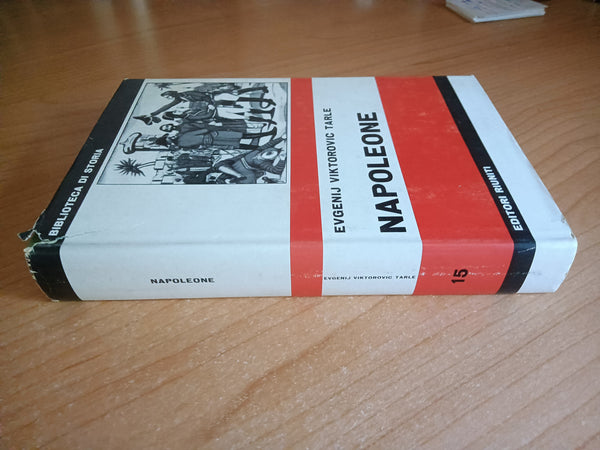 BIBLIOTECA DI STORIA
EVGENIJ VIKTOROVIC TARLE
NAPOLEONE
EDITORI RIUNITI
NAPOLEONE
EVGENIJ VIKTOROVIC TARLE
15